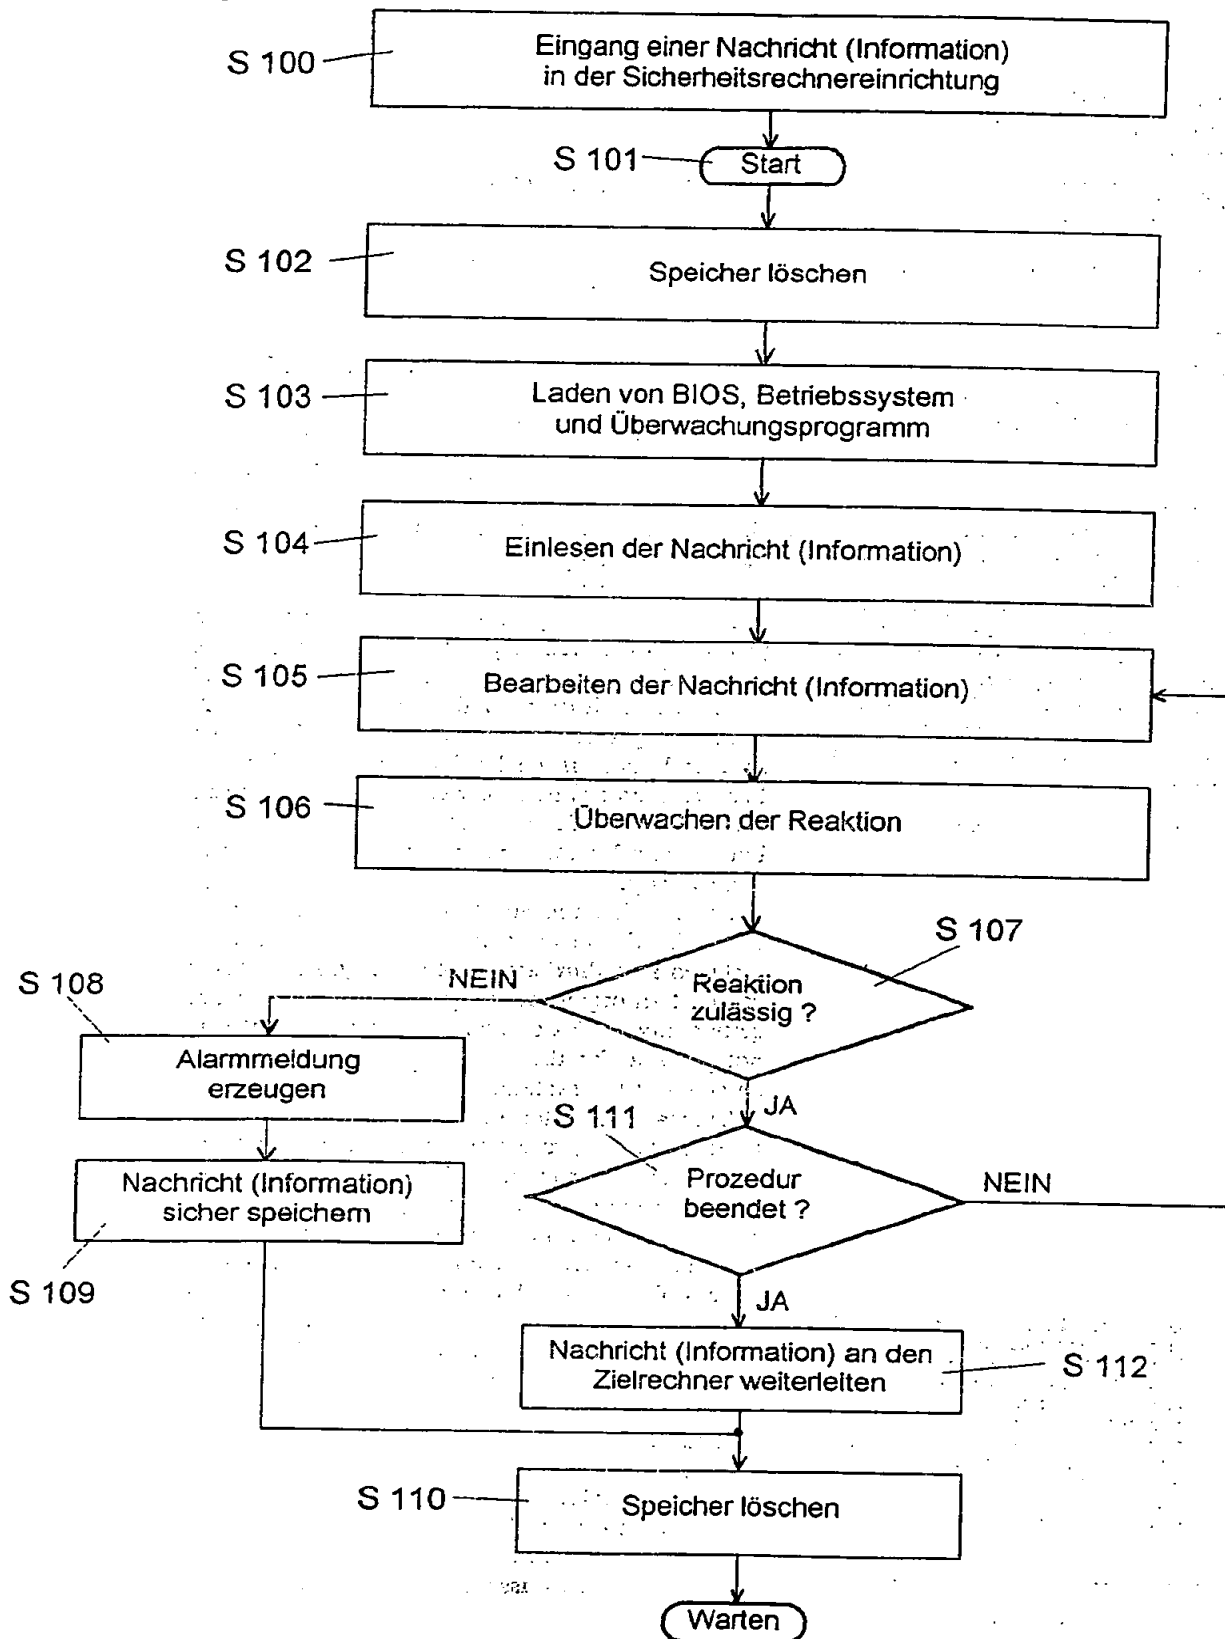 S 100
Eingang einer Nachricht (Information)
in der Sicherheitsrechnereinrichtung
S 101
Start
S 102
Speicher löschen
S 103
Laden von BIOS, Betriebssystem
und Überwachungsprogramm
S 104
Einlesen der Nachricht (Information)
S 105
Bearbeiten der Nachricht (Information)
S 106
Überwachen der Reaktion
S 107
Reaktion
zulässig ?
NEIN
S 108
Alarmmeldung
erzeugen
JA
S 111
Nachricht (Information)
sicher speichern
Prozedur
beendet ?
NEIN
S 109
JA
Nachricht (Information) an den
Zielrechner weiterleiten
S 112
S 110
Speicher löschen
Warten